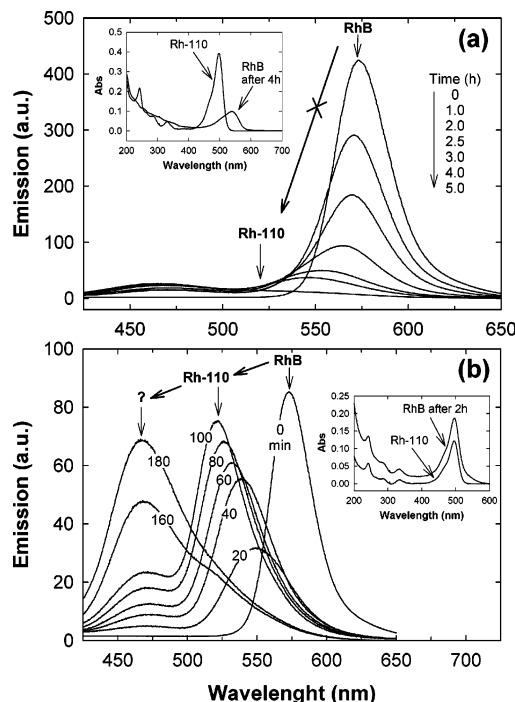 RhB
(a)
Time (h)
0
1.0
2.0
2.5
3.0
4.0
5.0
Rh-110
Emission (a.u.)
500
400
300
200
100
0
450
500
550
600
650
Rh-110
RhB
after 4h
Abs
0.5
0.4
0.3
0.2
0.1
0.0
200 300 400 500 600 700
Wavelength (nm)
(b)
? Rh-110 RhB
0
min
100
80
60
40
20
180
160
Emission (a.u.)
100
80
60
40
20
0
450 500 550 600 650 700
Wavelenght (nm)
RhB after 2h
Rh-110
Abs
0.25
0.20
0.15
0.10
0.05
0.00
200 300 400 500 600
Wavelength (nm)